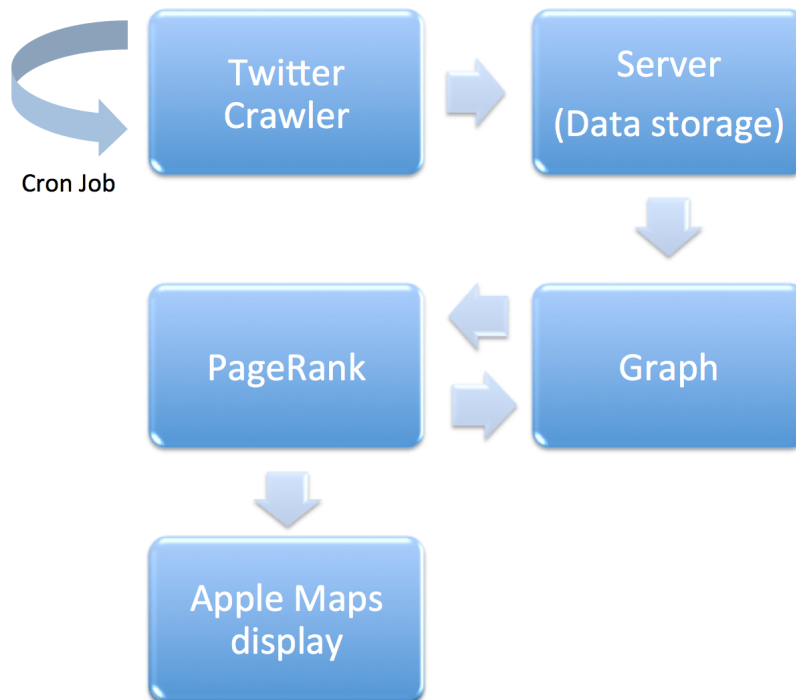 Twitter
Crawler
Server
(Data storage)
Cron Job
PageRank
Graph
Apple Maps
display